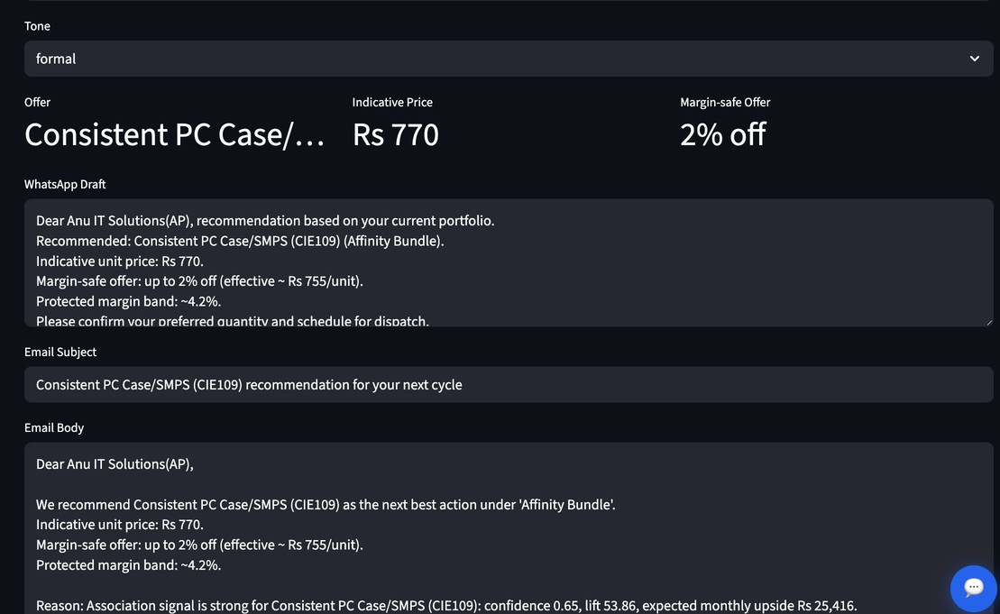 Tone
formal
Offer
Indicative Price
Margin-safe Offer
Consistent PC Case/...
Rs 770
2% off
WhatsApp Draft
Dear Anu IT Solutions(AP), recommendation based on your current portfolio.
Recommended: Consistent PC Case/SMPS (CIE109) (Affinity Bundle).
Indicative unit price: Rs 770.
Margin-safe offer: up to 2% off (effective ~ Rs 755/unit).
Protected margin band: ~4.2%.
Please confirm your preferred quantity and schedule for dispatch.
Email Subject
Consistent PC Case/SMPS (CIE109) recommendation for your next cycle
Email Body
Dear Anu IT Solutions(AP),
We recommend Consistent PC Case/SMPS (CIE109) as the next best action under 'Affinity Bundle'.
Indicative unit price: Rs 770.
Margin-safe offer: up to 2% off (effective ~ Rs 755/unit).
Protected margin band: ~4.2%.
Reason: Association signal is strong for Consistent PC Case/SMPS (CIE109): confidence 0.65, lift 53.86, expected monthly upside Rs 25,416.